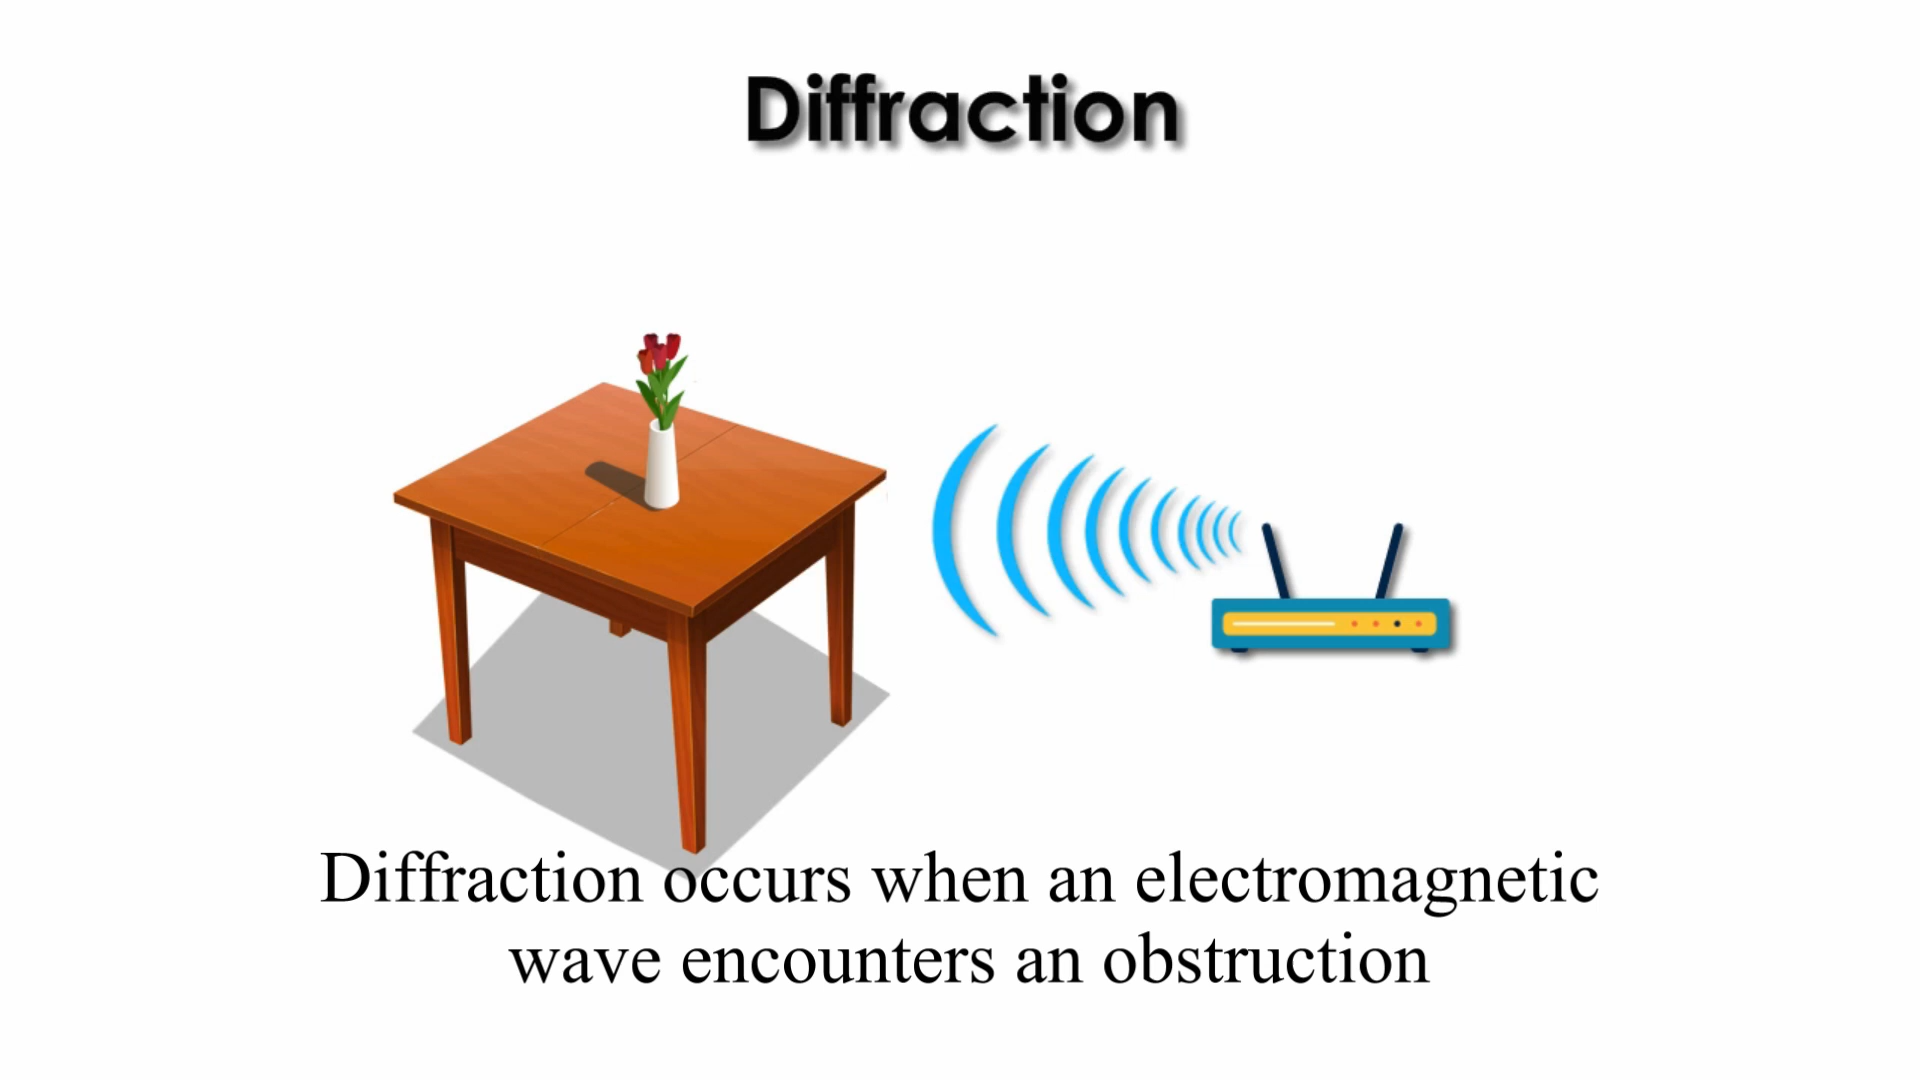 Diffraction
Diffraction occurs when an electromagnetic
wave encounters an obstruction